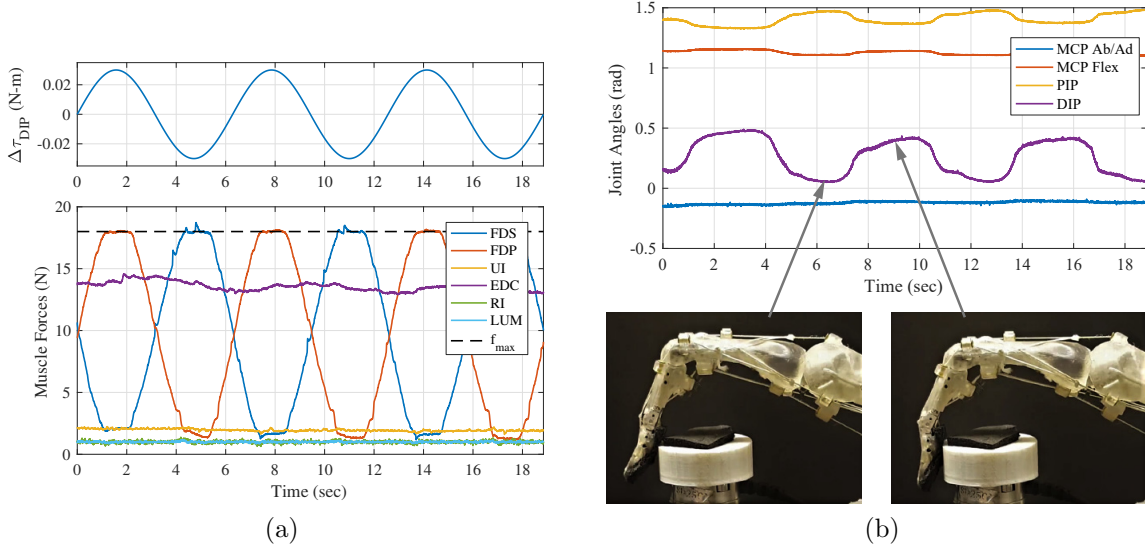 Δτ_DIP (N-m)
0.02
0
-0.02
0 2 4 6 8 10 12 14 16 18
Muscle Forces (N)
20
15
10
5
0
FDS
FDP
UI
EDC
RI
LUM
f_max
0 2 4 6 8 10 12 14 16 18
Time (sec)
(a)
Joint Angles (rad)
1.5
1
0.5
0
-0.5
MCP Ab/Ad
MCP Flex
PIP
DIP
0 2 4 6 8 10 12 14 16 18
Time (sec)
(b)